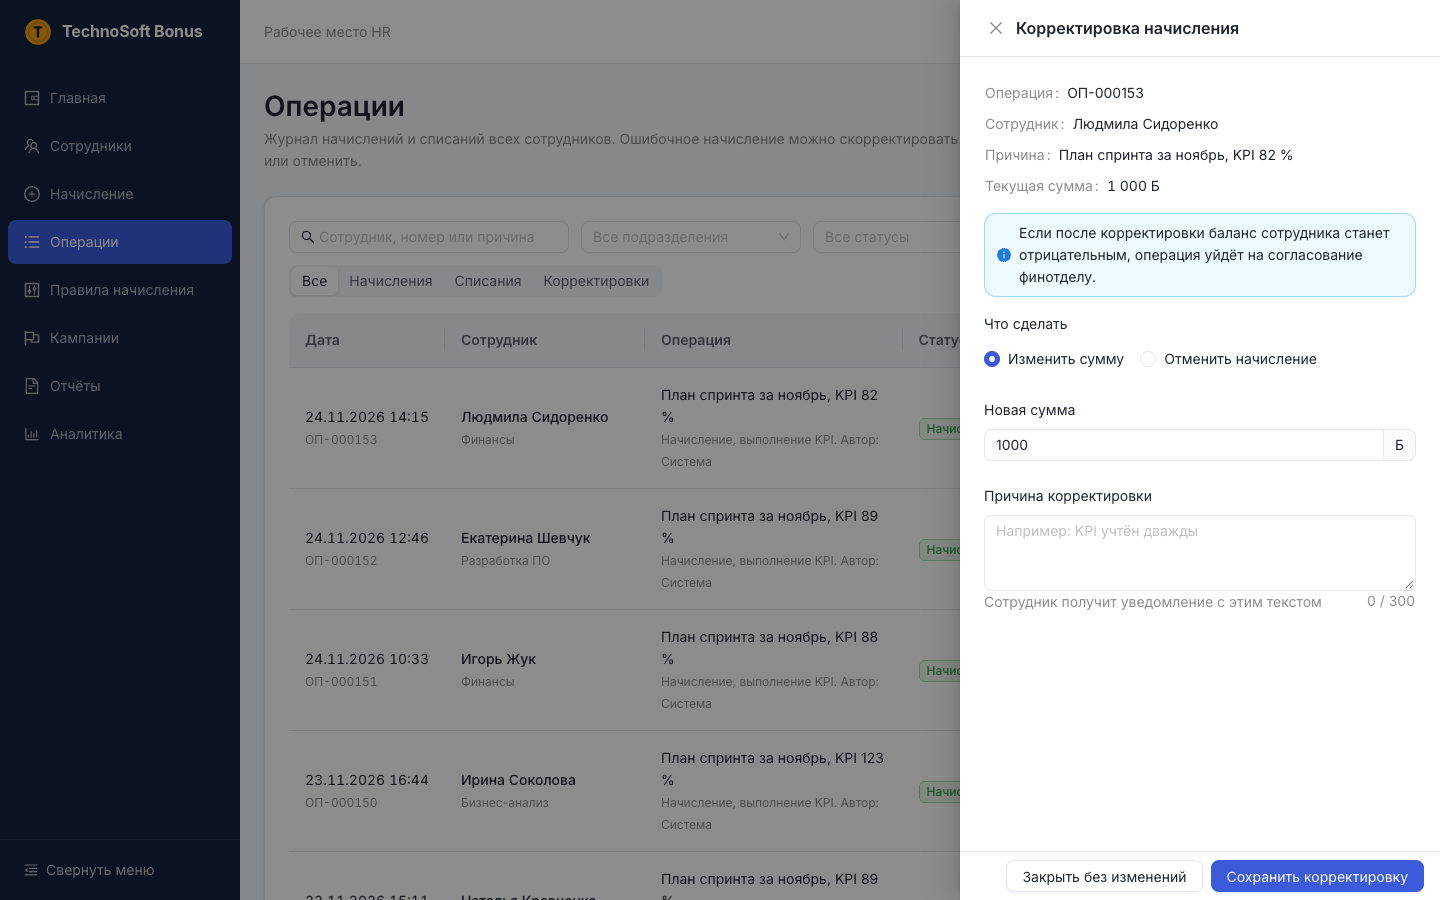 TechnoSoft Bonus
Главная
Сотрудники
Начисление
Операции
Правила начисления
Кампании
Отчёты
Аналитика
Свернуть меню
Рабочее место HR
Операции
Журнал начислений и списаний всех сотрудников. Ошибочное начисление можно скорректировать
или отменить.
Сотрудник, номер или причина
Все подразделения
Все статусы
Все Начисления Списания Корректировки
Дата Сотрудник Операция
24.11.2026 14:15
ОП-000153
Людмила Сидоренко
Финансы
План спринта за ноябрь, KPI 82
%
Начисление, выполнение KPI. Автор:
Система
24.11.2026 12:46
ОП-000152
Екатерина Шевчук
Разработка ПО
План спринта за ноябрь, KPI 89
%
Начисление, выполнение KPI. Автор:
Система
24.11.2026 10:33
ОП-000151
Игорь Жук
Финансы
План спринта за ноябрь, KPI 88
%
Начисление, выполнение KPI. Автор:
Система
23.11.2026 16:44
ОП-000150
Ирина Соколова
Бизнес-анализ
План спринта за ноябрь, KPI 123
%
Начисление, выполнение KPI. Автор:
Система
План спринта за ноябрь, KPI 89
Корректировка начисления
Операция: ОП-000153
Сотрудник: Людмила Сидоренко
Причина: План спринта за ноябрь, KPI 82 %
Текущая сумма: 1 000 Б
Если после корректировки баланс сотрудника станет
отрицательным, операция уйдёт на согласование
финотделу.
Что сделать
Изменить сумму Отменить начисление
Новая сумма
1000 Б
Причина корректировки
Например: KPI учтён дважды
Сотрудник получит уведомление с этим текстом 0 / 300
Закрыть без изменений Сохранить корректировку